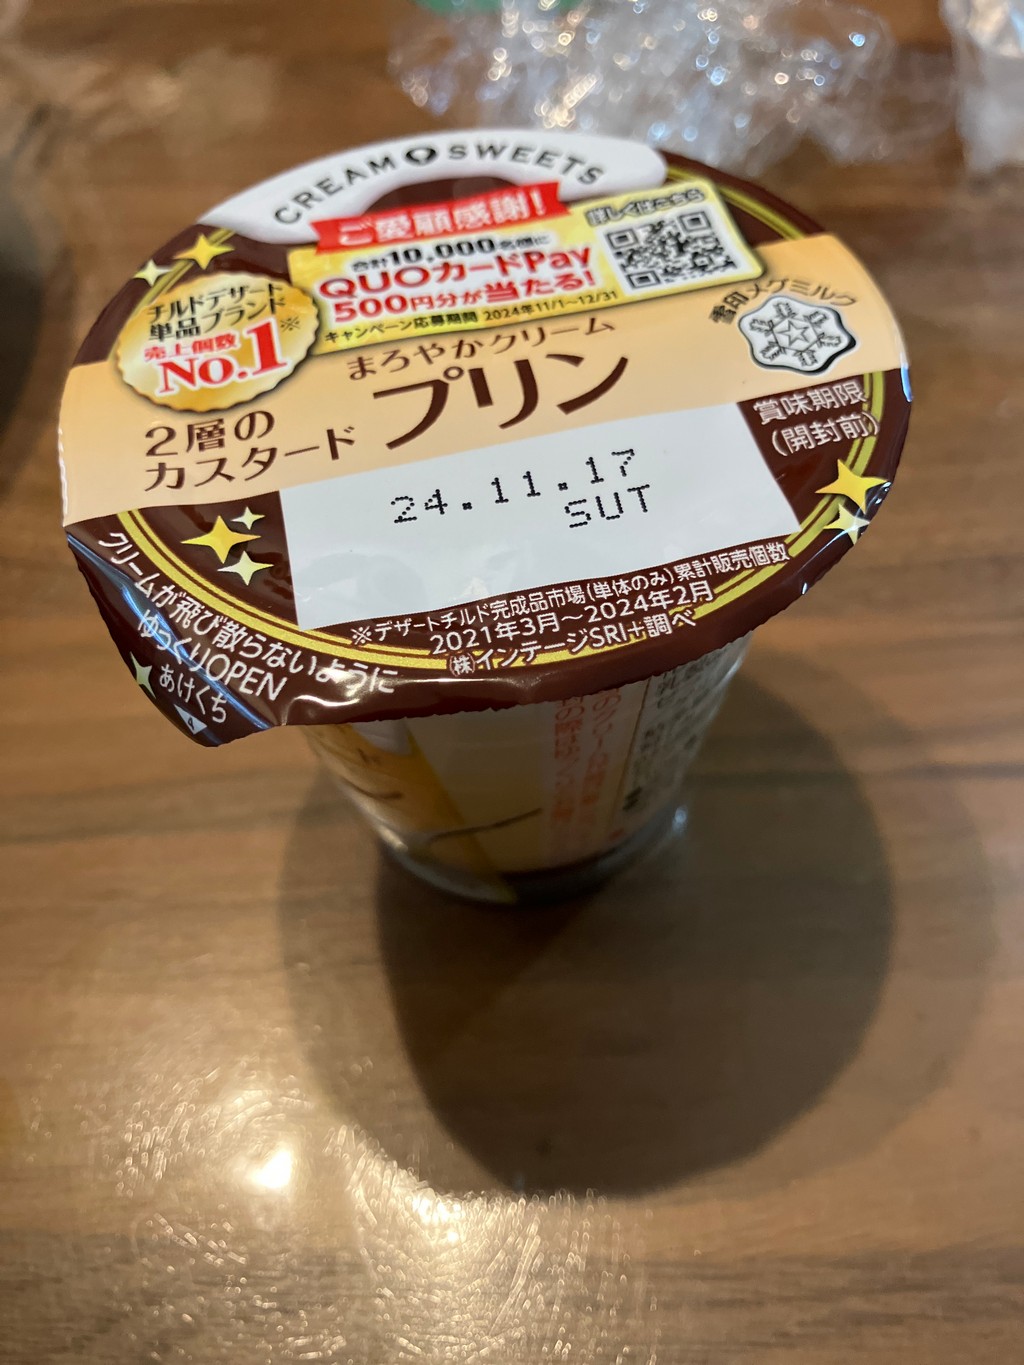 CREAM SWEETS
ご愛顧感謝!
合計10,000名様に
QUOカードPay
500円分が当たる!
キャンペーン応募期間 2024年11/1〜12/31
詳しくはこちら
チルドデザート
単品ブランド※
売上個数
No.1
雪印メグミルク
まろやかクリーム
プリン
2層の
カスタード
賞味期限
(開封前)
24.11.17
SUT
※デザートチルド完成品市場(単体のみ)累計販売個数
2021年3月〜2024年2月
㈱インテージSRI+調べ
クリームが飛び散らないように
ゆっくりOPEN
あけくち
4